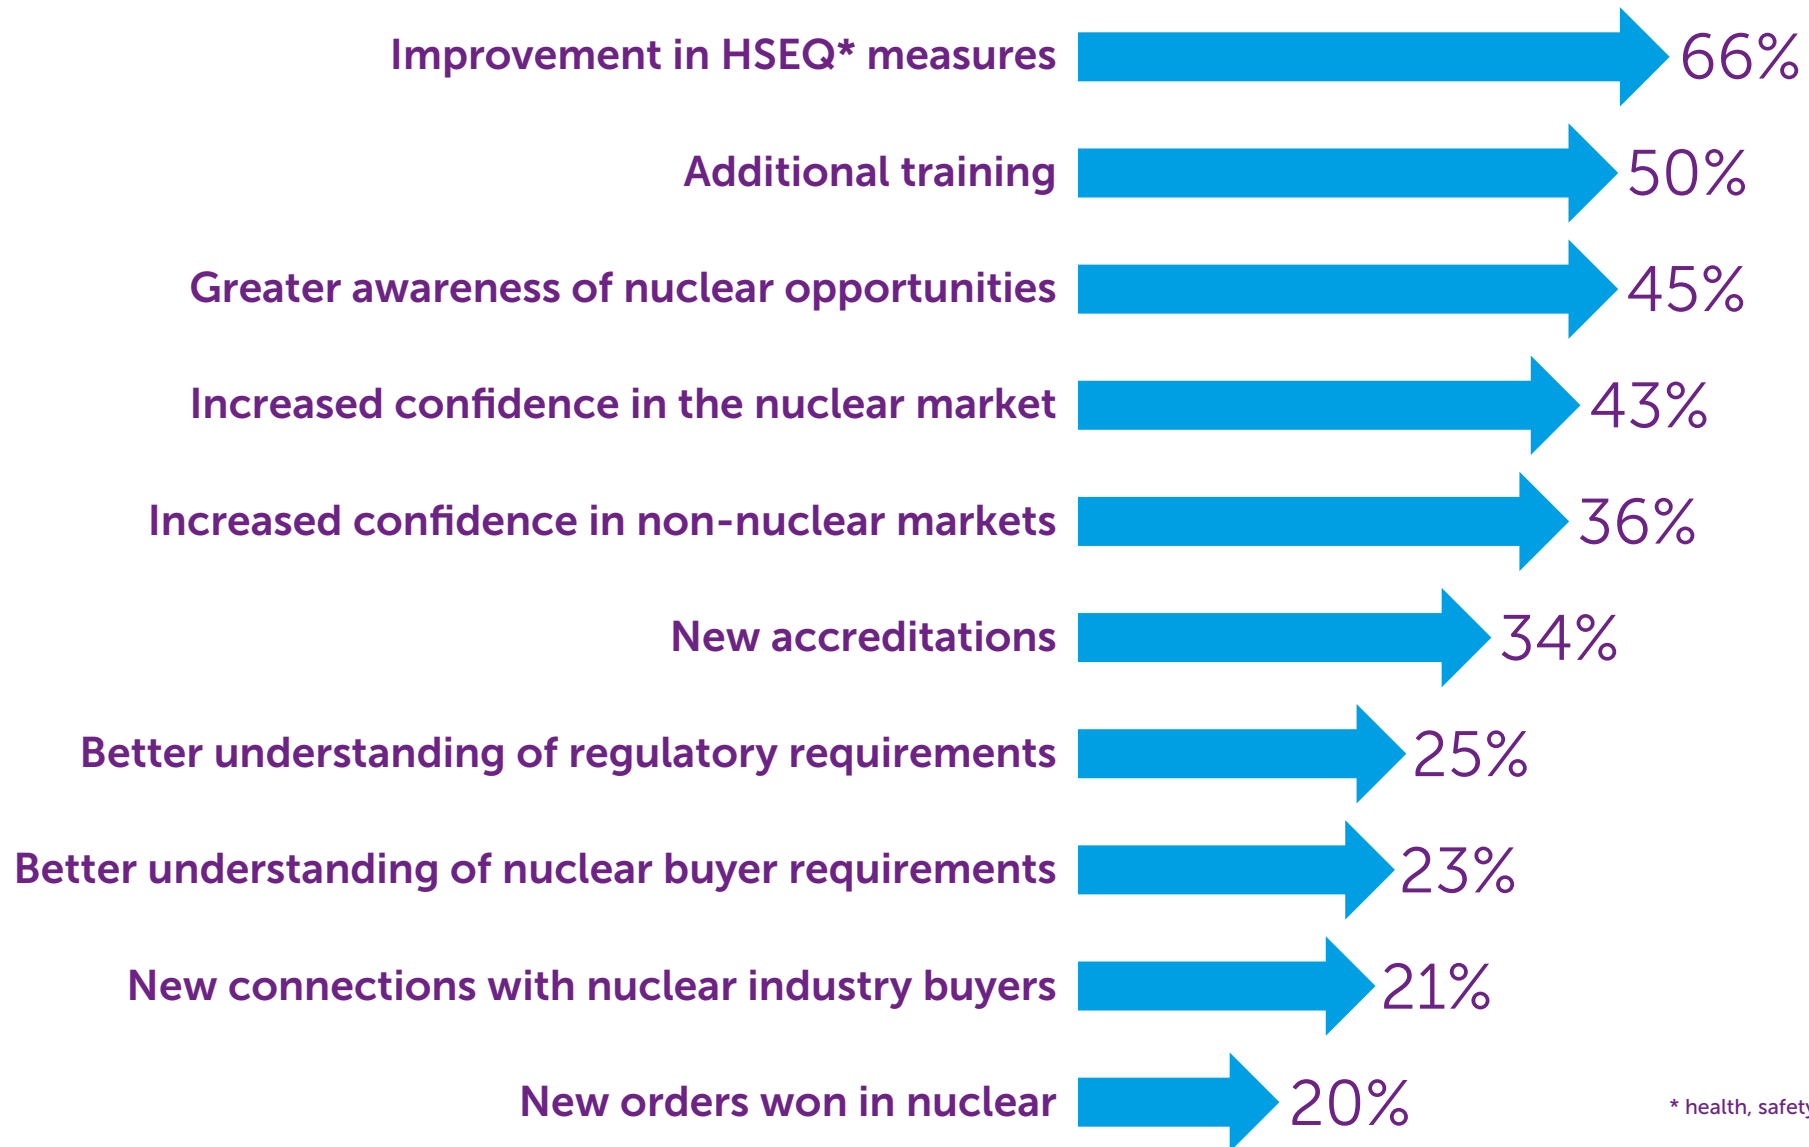 Improvement in HSEQ* measures 66%
Additional training 50%
Greater awareness of nuclear opportunities 45%
Increased confidence in the nuclear market 43%
Increased confidence in non-nuclear markets 36%
New accreditations 34%
Better understanding of regulatory requirements 25%
Better understanding of nuclear buyer requirements 23%
New connections with nuclear industry buyers 21%
New orders won in nuclear 20%
* health, safety